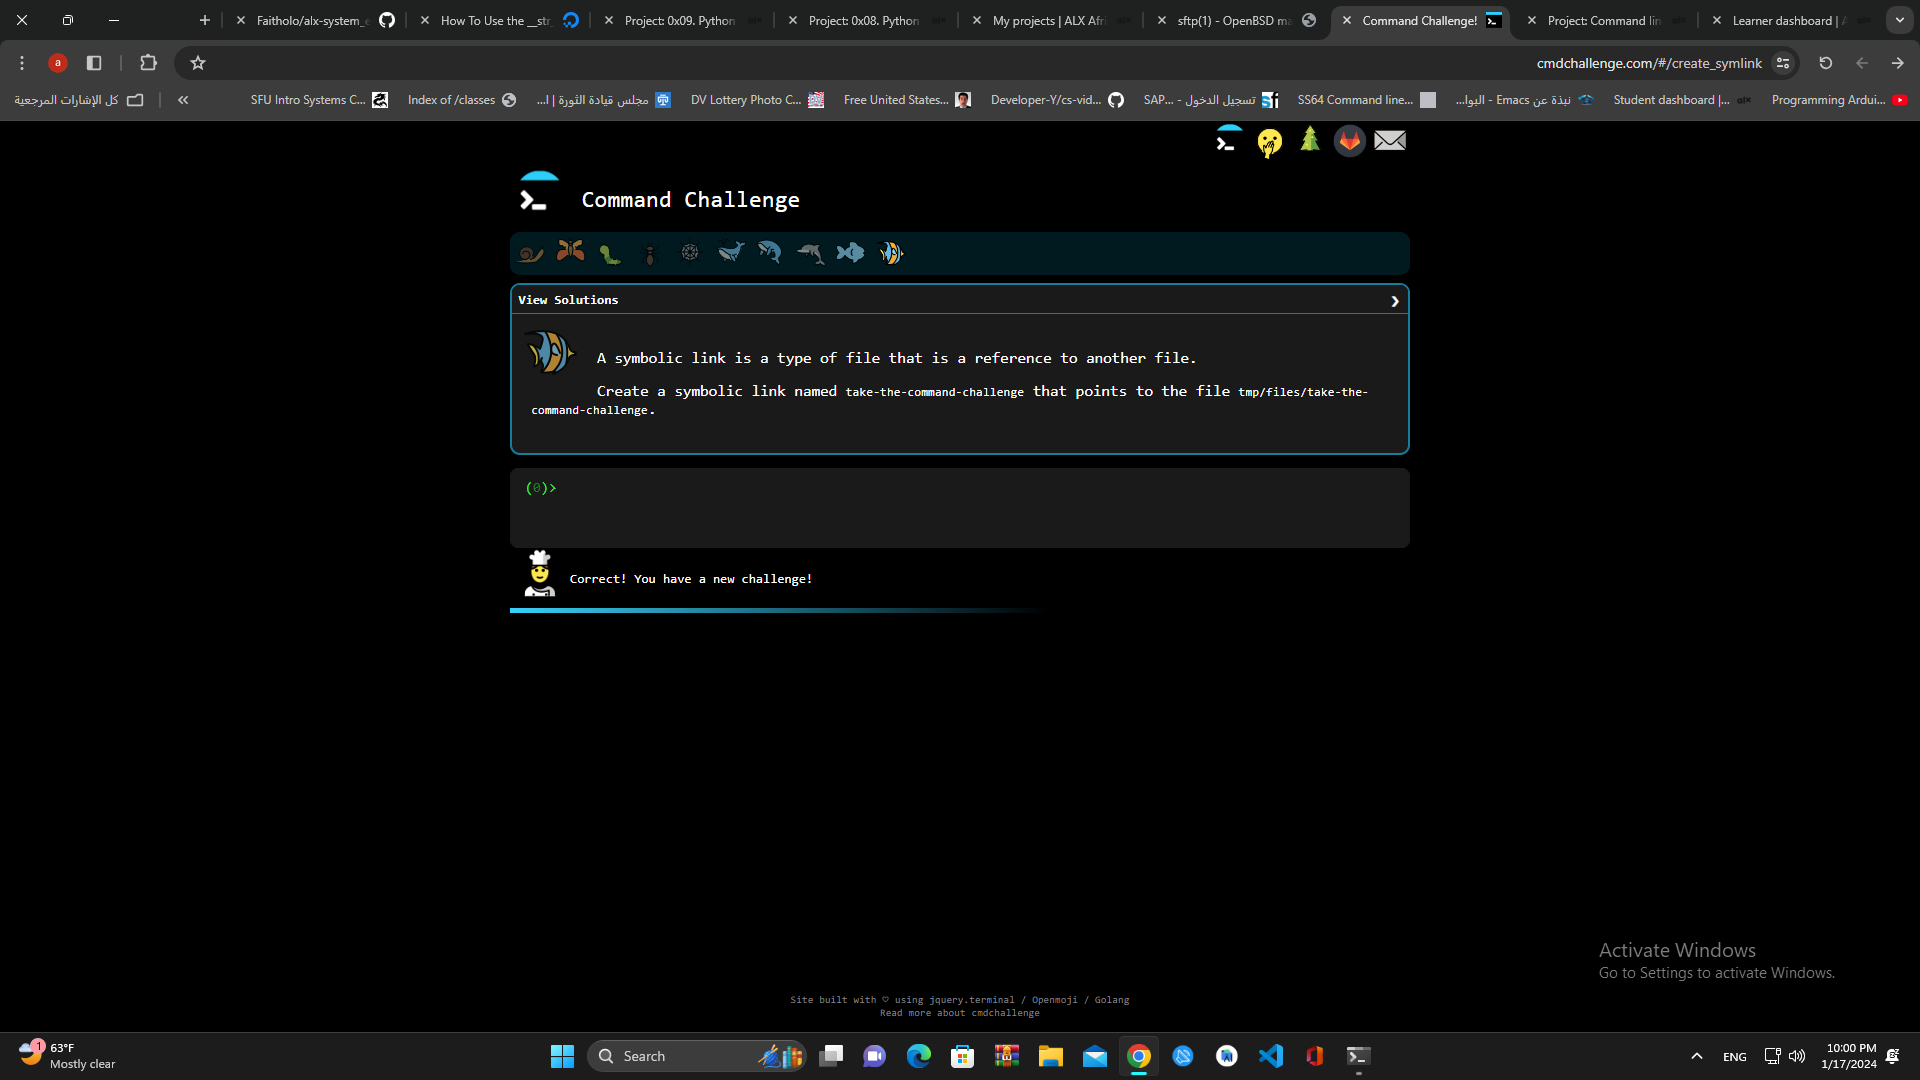 Faitholo/alx-system_e
How To Use the __str_
Project: 0x09. Python
Project: 0x08. Python
My projects | ALX Afri
sftp(1) - OpenBSD ma
Command Challenge!
Project: Command lin
Learner dashboard | A
a
cmdchallenge.com/#/create_symlink
كل الإشارات المرجعية
SFU Intro Systems C...
Index of /classes
مجلس قيادة الثورة | ا...
DV Lottery Photo C...
Free United States...
Developer-Y/cs-vid...
تسجيل الدخول - SAP...
SS64 Command line...
نبذة عن Emacs - البوا...
Student dashboard |...
Programming Ardui...
Command Challenge
View Solutions
A symbolic link is a type of file that is a reference to another file.
Create a symbolic link named take-the-command-challenge that points to the file tmp/files/take-the-
command-challenge.
(0)>
Correct! You have a new challenge!
Activate Windows
Go to Settings to activate Windows.
Site built with ♡ using jquery.terminal / Openmoji / Golang
Read more about cmdchallenge
1
63°F
Mostly clear
Search
ENG
10:00 PM
1/17/2024